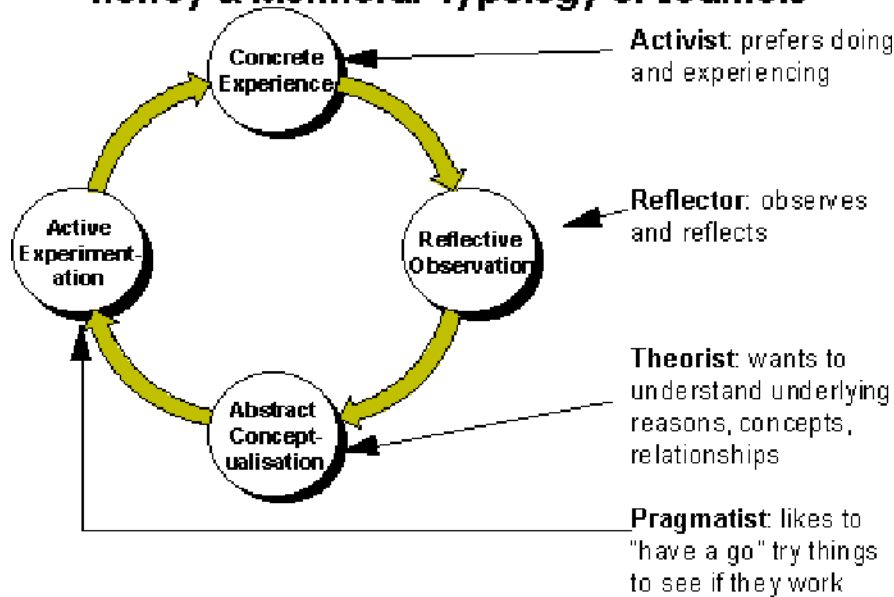 Typology of
Concrete
Experience
Activist: prefers doing
and experiencing
Reflector: observes
and reflects
Active
Experiment-
ation
Reflective
Observation
Theorist: wants to
understand underlying
reasons, concepts,
relationships
Abstract
Concept-
ualisation
Pragmatist: likes to
"have a go" try things
to see if they work